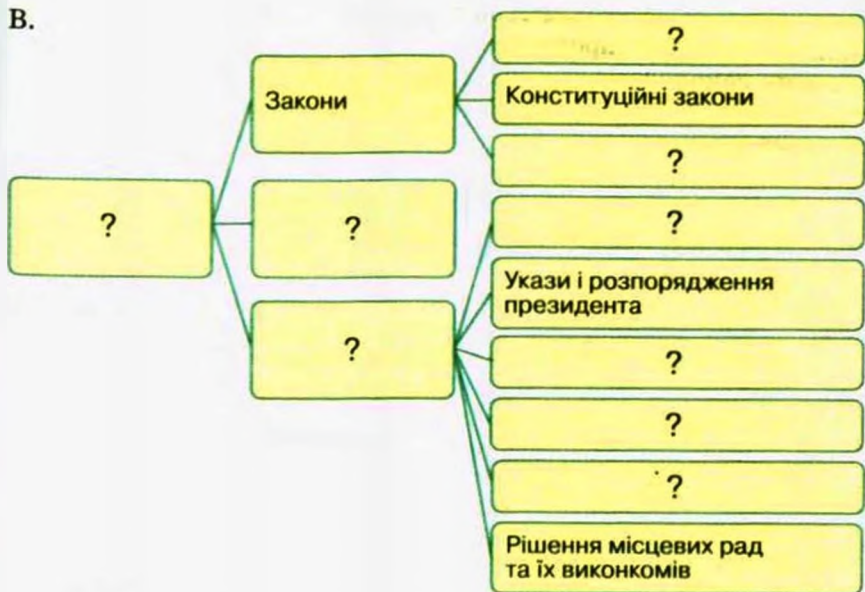 В.
?
Закони
?
?
?
Конституційні закони
?
?
Укази і розпорядження
президента
?
?
?
Рішення місцевих рад
та їх виконкомів